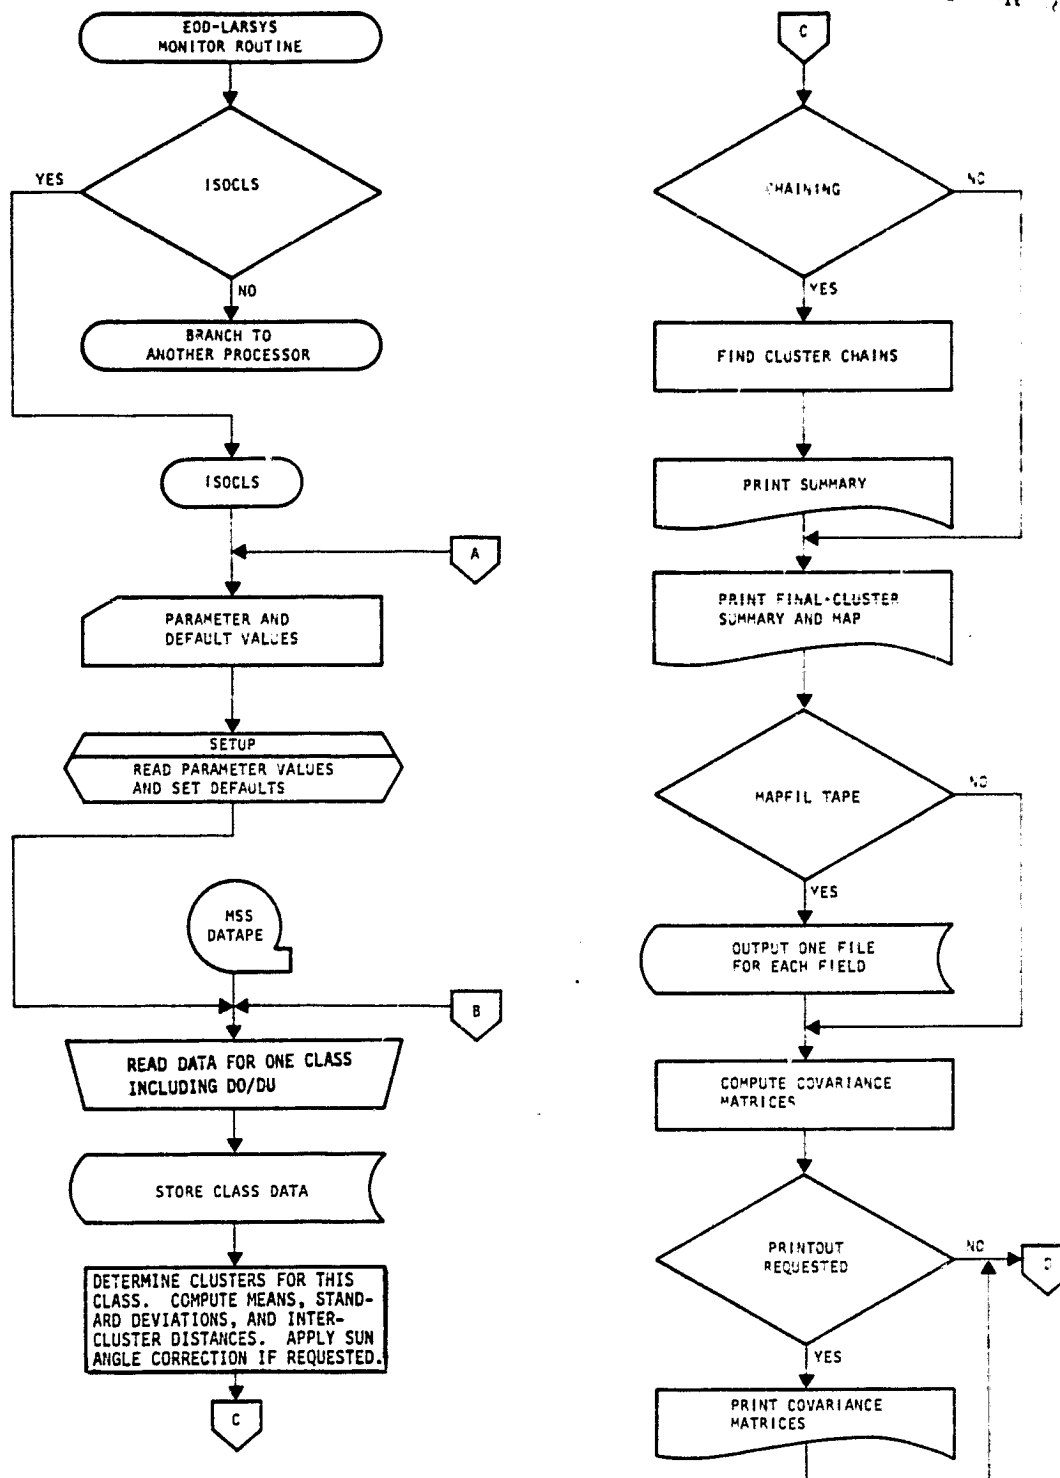 EOD-LARSYS
MONITOR ROUTINE
ISOCLS
YES
NO
BRANCH TO
ANOTHER PROCESSOR
ISOCLS
A
PARAMETER AND
DEFAULT VALUES
SETUP
READ PARAMETER VALUES
AND SET DEFAULTS
MSS
DATAPE
B
READ DATA FOR ONE CLASS
INCLUDING DO/DU
STORE CLASS DATA
DETERMINE CLUSTERS FOR THIS
CLASS. COMPUTE MEANS, STAND-
ARD DEVIATIONS, AND INTER-
CLUSTER DISTANCES. APPLY SUN
ANGLE CORRECTION IF REQUESTED.
C
C
CHAINING
NO
YES
FIND CLUSTER CHAINS
PRINT SUMMARY
PRINT FINAL-CLUSTER
SUMMARY AND MAP
MAPFIL TAPE
NO
YES
OUTPUT ONE FILE
FOR EACH FIELD
COMPUTE COVARIANCE
MATRICES
PRINTOUT
REQUESTED
NO
D
YES
PRINT COVARIANCE
MATRICES